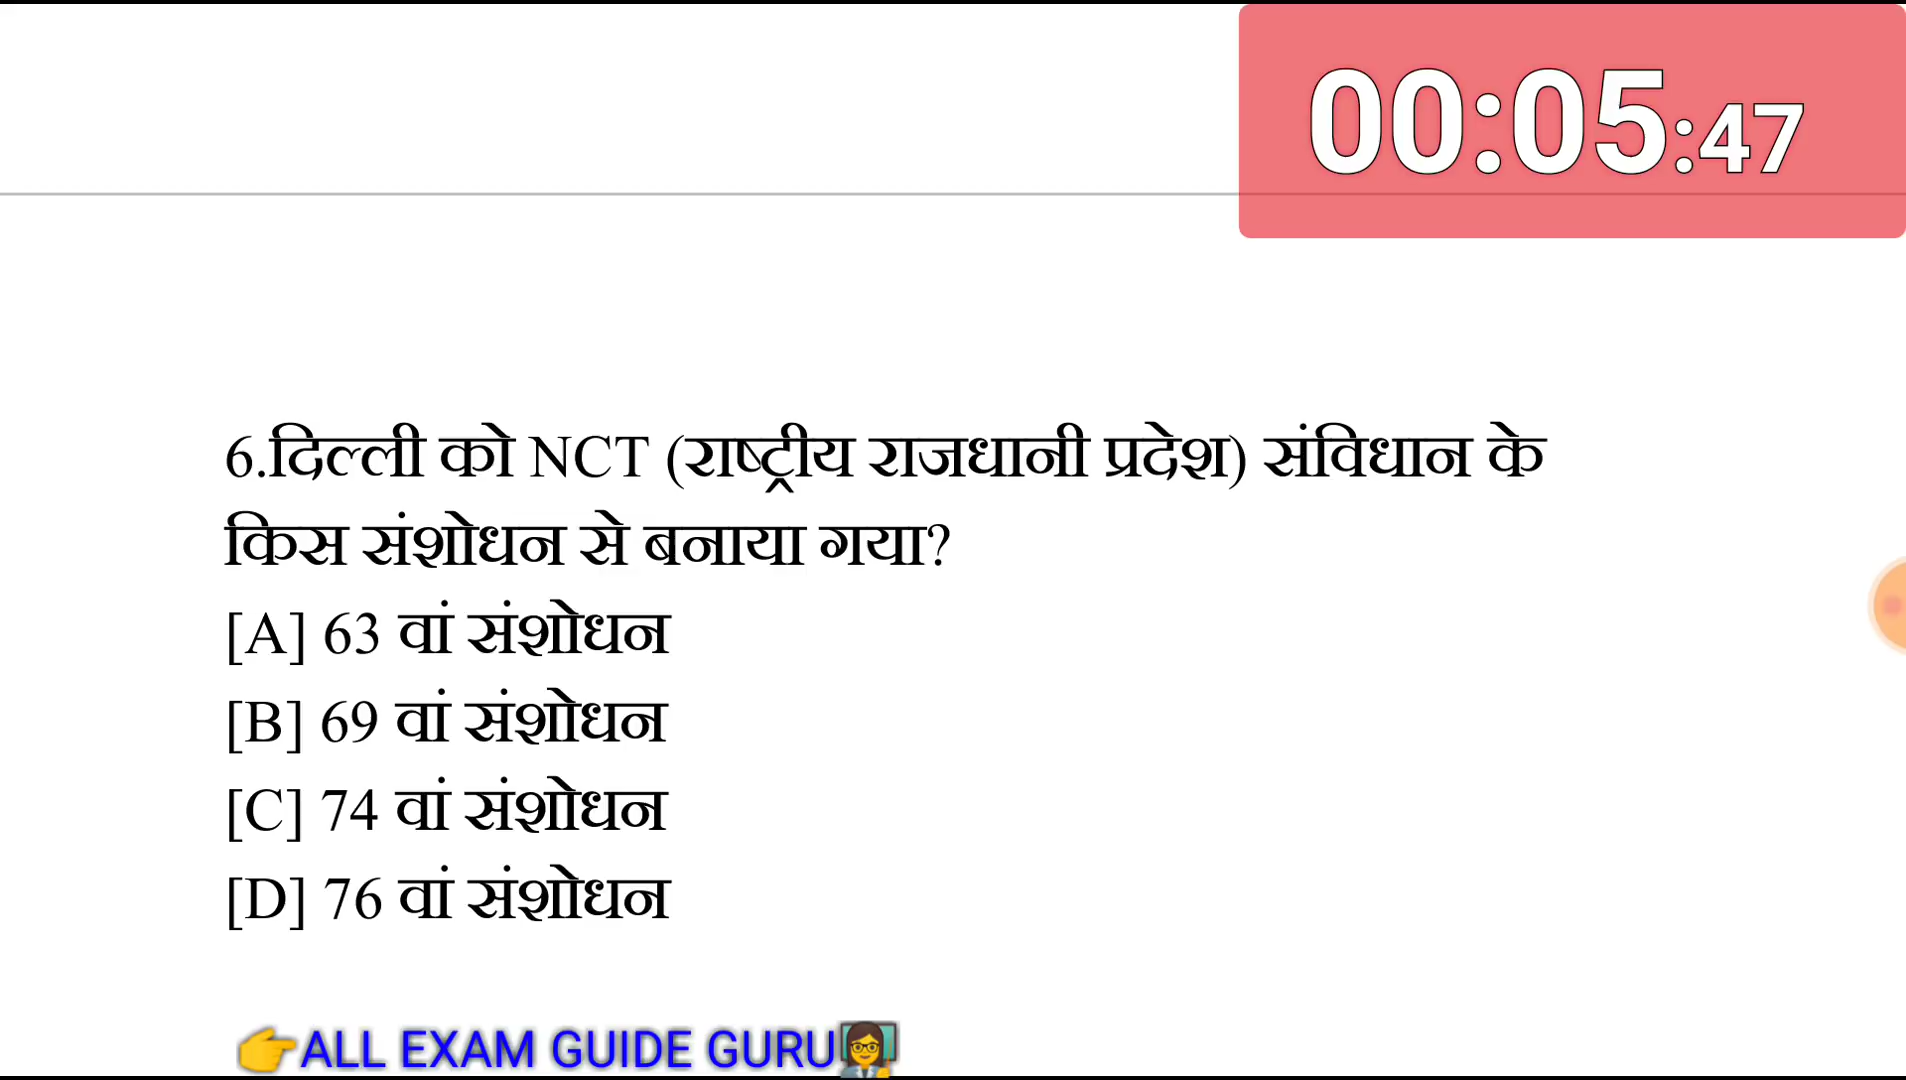 00:05:47
6.दिल्ली को NCT (राष्ट्रीय राजधानी प्रदेश) संविधान के
किस संशोधन से बनाया गया?
[A] 63 वां संशोधन
[B] 69 वां संशोधन
[C] 74 वां संशोधन
[D] 76 वां संशोधन
👉ALL EXAM GUIDE GURU👩‍🏫